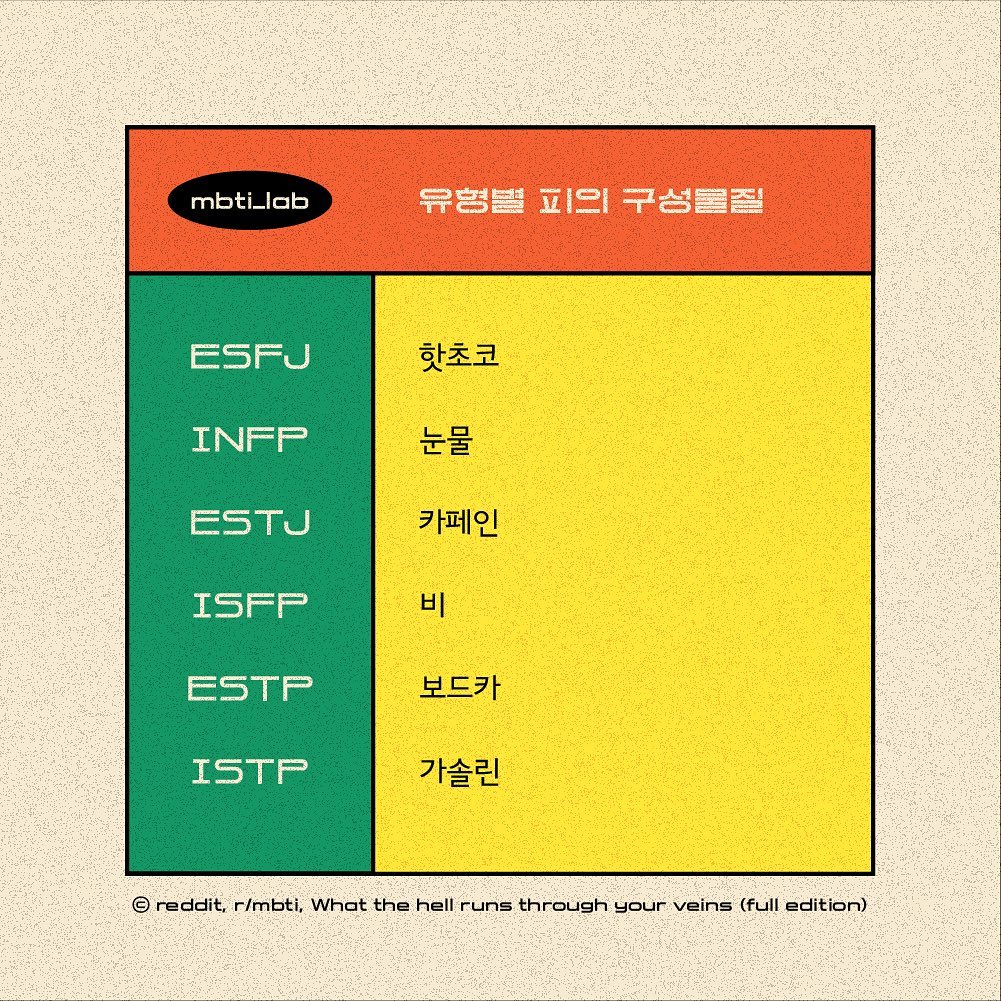 mbti_lab
유형별 피의 구성물질
ESFJ 핫초코
INFP 눈물
ESTJ 카페인
ISFP 비
ESTP 보드카
ISTP 가솔린
© reddit, r/mbti, What the hell runs through your veins (full edition)